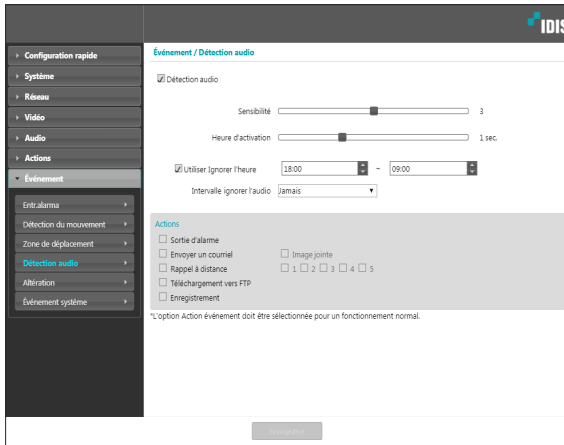 IDIS
Configuration rapide
Système
Réseau
Vidéo
Audio
Actions
Événement
Entr.alarma
Détection du mouvement
Zone de déplacement
Détection audio
Altération
Événement système
Événement / Détection audio
Détection audio
Sensibilité 3
Heure d'activation 1 sec.
Utiliser Ignorer l'heure 18:00 ~ 09:00
Intervalle ignorer l'audio Jamais
Actions
Sortie d'alarme
Envoyer un courriel Image jointe
Rappel à distance 1 2 3 4 5
Téléchargement vers FTP
Enregistrement
*L'option Action événement doit être sélectionnée pour un fonctionnement normal.